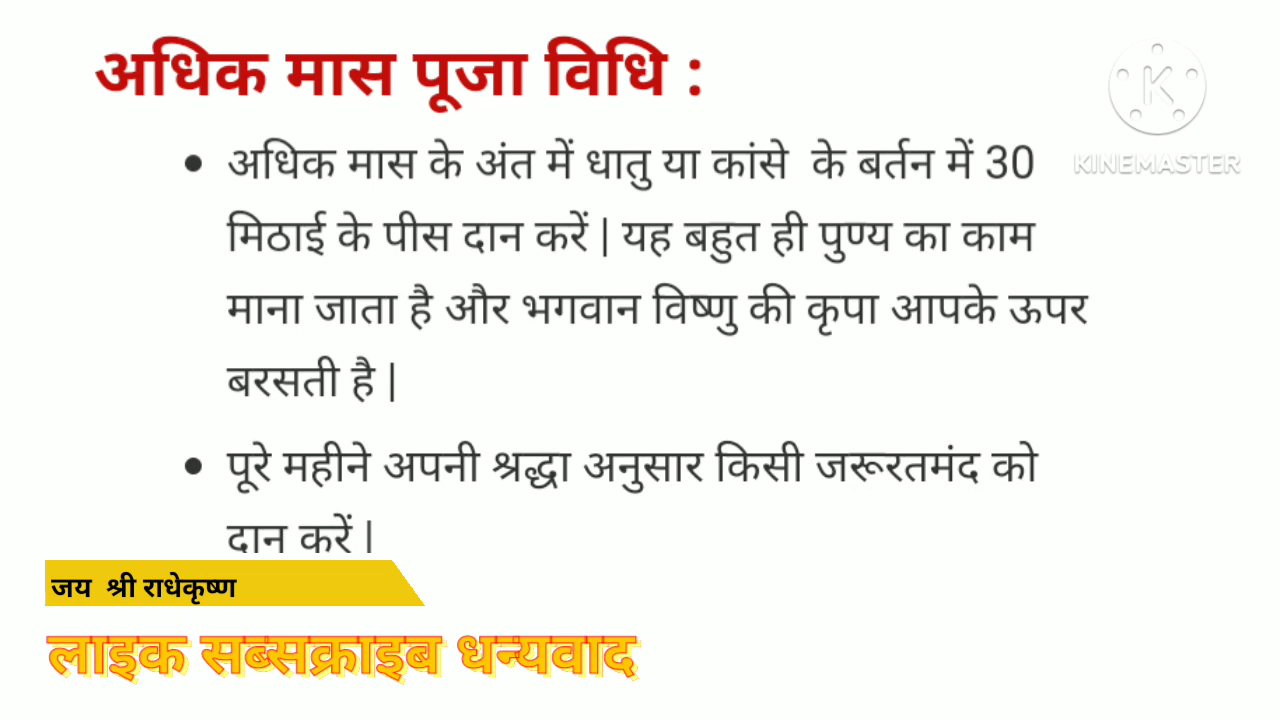 अधिक मास पूजा विधि :
KINEMASTER
• अधिक मास के अंत में धातु या कांसे के बर्तन में 30
मिठाई के पीस दान करें | यह बहुत ही पुण्य का काम
माना जाता है और भगवान विष्णु की कृपा आपके ऊपर
बरसती है |
• पूरे महीने अपनी श्रद्धा अनुसार किसी जरूरतमंद को
दान करें |
जय श्री राधेकृष्ण
लाइक सब्सक्राइब धन्यवाद